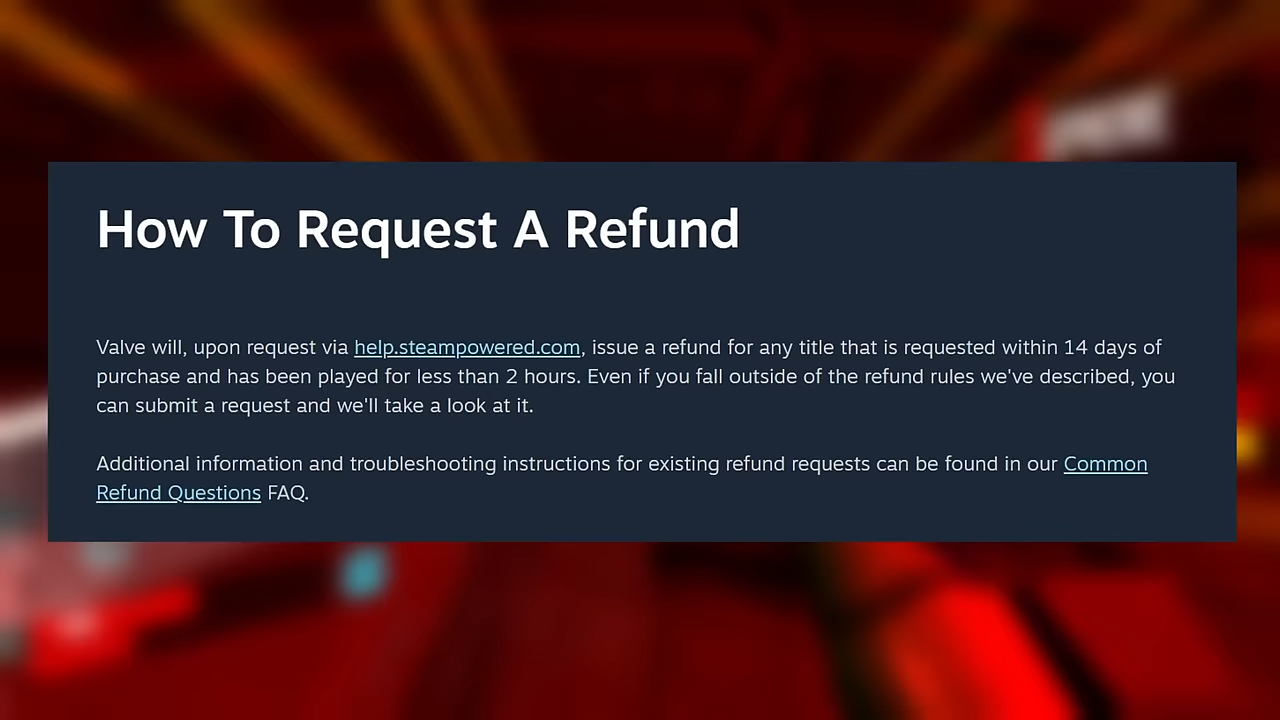 How To Request A Refund
Valve will, upon request via help.steampowered.com, issue a refund for any title that is requested within 14 days of
purchase and has been played for less than 2 hours. Even if you fall outside of the refund rules we've described, you
can submit a request and we'll take a look at it.
Additional information and troubleshooting instructions for existing refund requests can be found in our Common
Refund Questions FAQ.